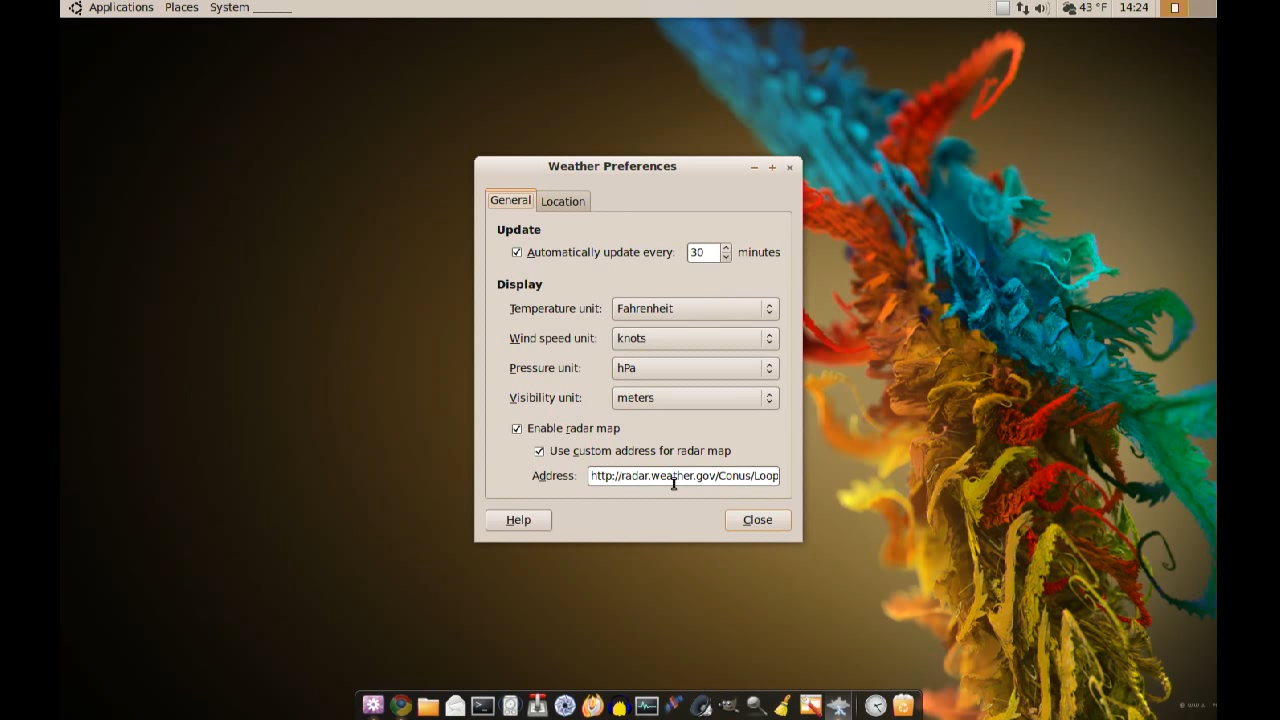 Applications Places System
43 °F 14:24
Weather Preferences
General Location
Update
Automatically update every: 30 minutes
Display
Temperature unit: Fahrenheit
Wind speed unit: knots
Pressure unit: hPa
Visibility unit: meters
Enable radar map
Use custom address for radar map
Address: http://radar.weather.gov/Conus/Loop
Help Close